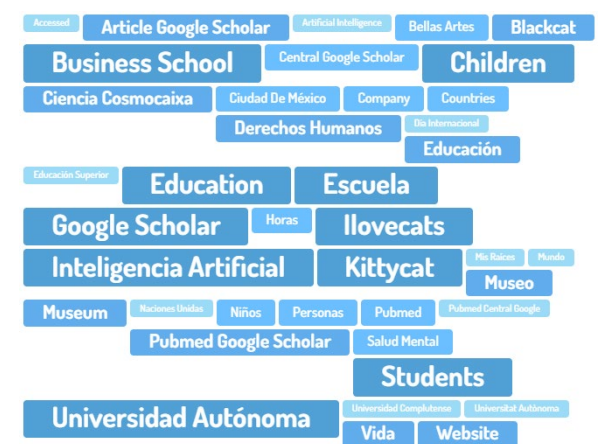 Accessed Article Google Scholar Artificial Intelligence Bellas Artes Blackcat
Business School Central Google Scholar Children
Ciencia Cosmocaixa Ciudad De México Company Countries
Derechos Humanos Día Internacional
Educación
Educación Superior Education Escuela
Google Scholar Horas Ilovecats
Inteligencia Artificial Kittycat Mis Raíces Mundo
Museo
Museum Naciones Unidas Niños Personas Pubmed Pubmed Central Google
Pubmed Google Scholar Salud Mental
Students
Universidad Autónoma Universidad Complutense Universitat Autònoma
Vida Website